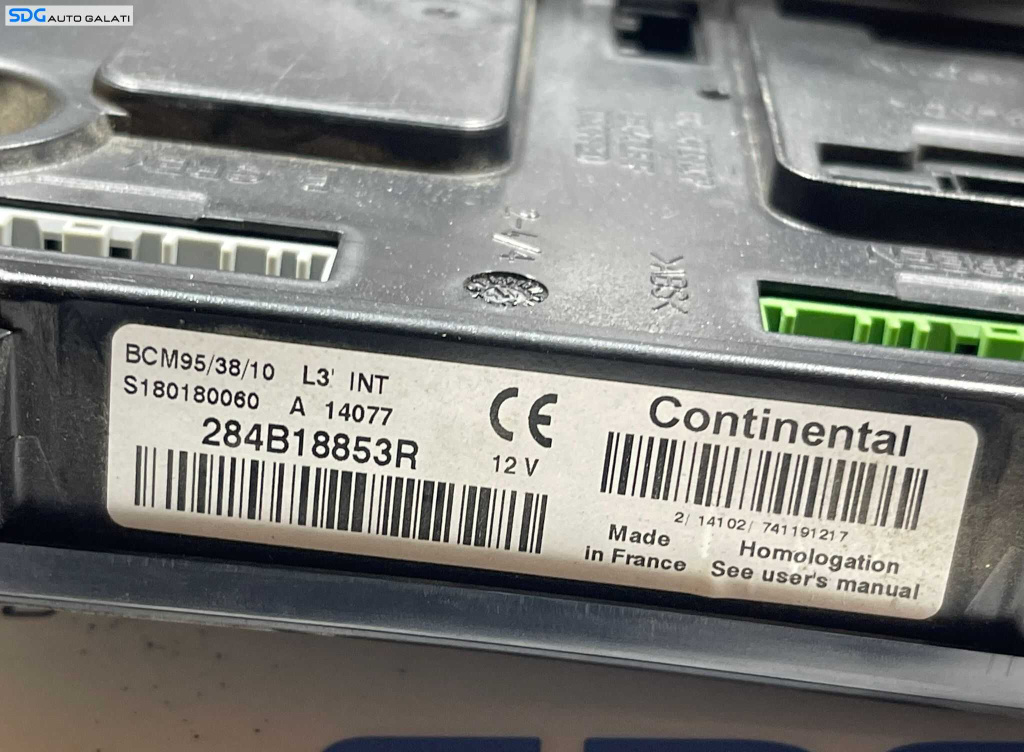 SDG AUTO GALATI
BCM95/38/10 L3' INT
S180180060 A 14077
284B18853R
CE
12 V
Continental
2/ 14102/ 741191217
Made
in France
Homologation
See user's manual